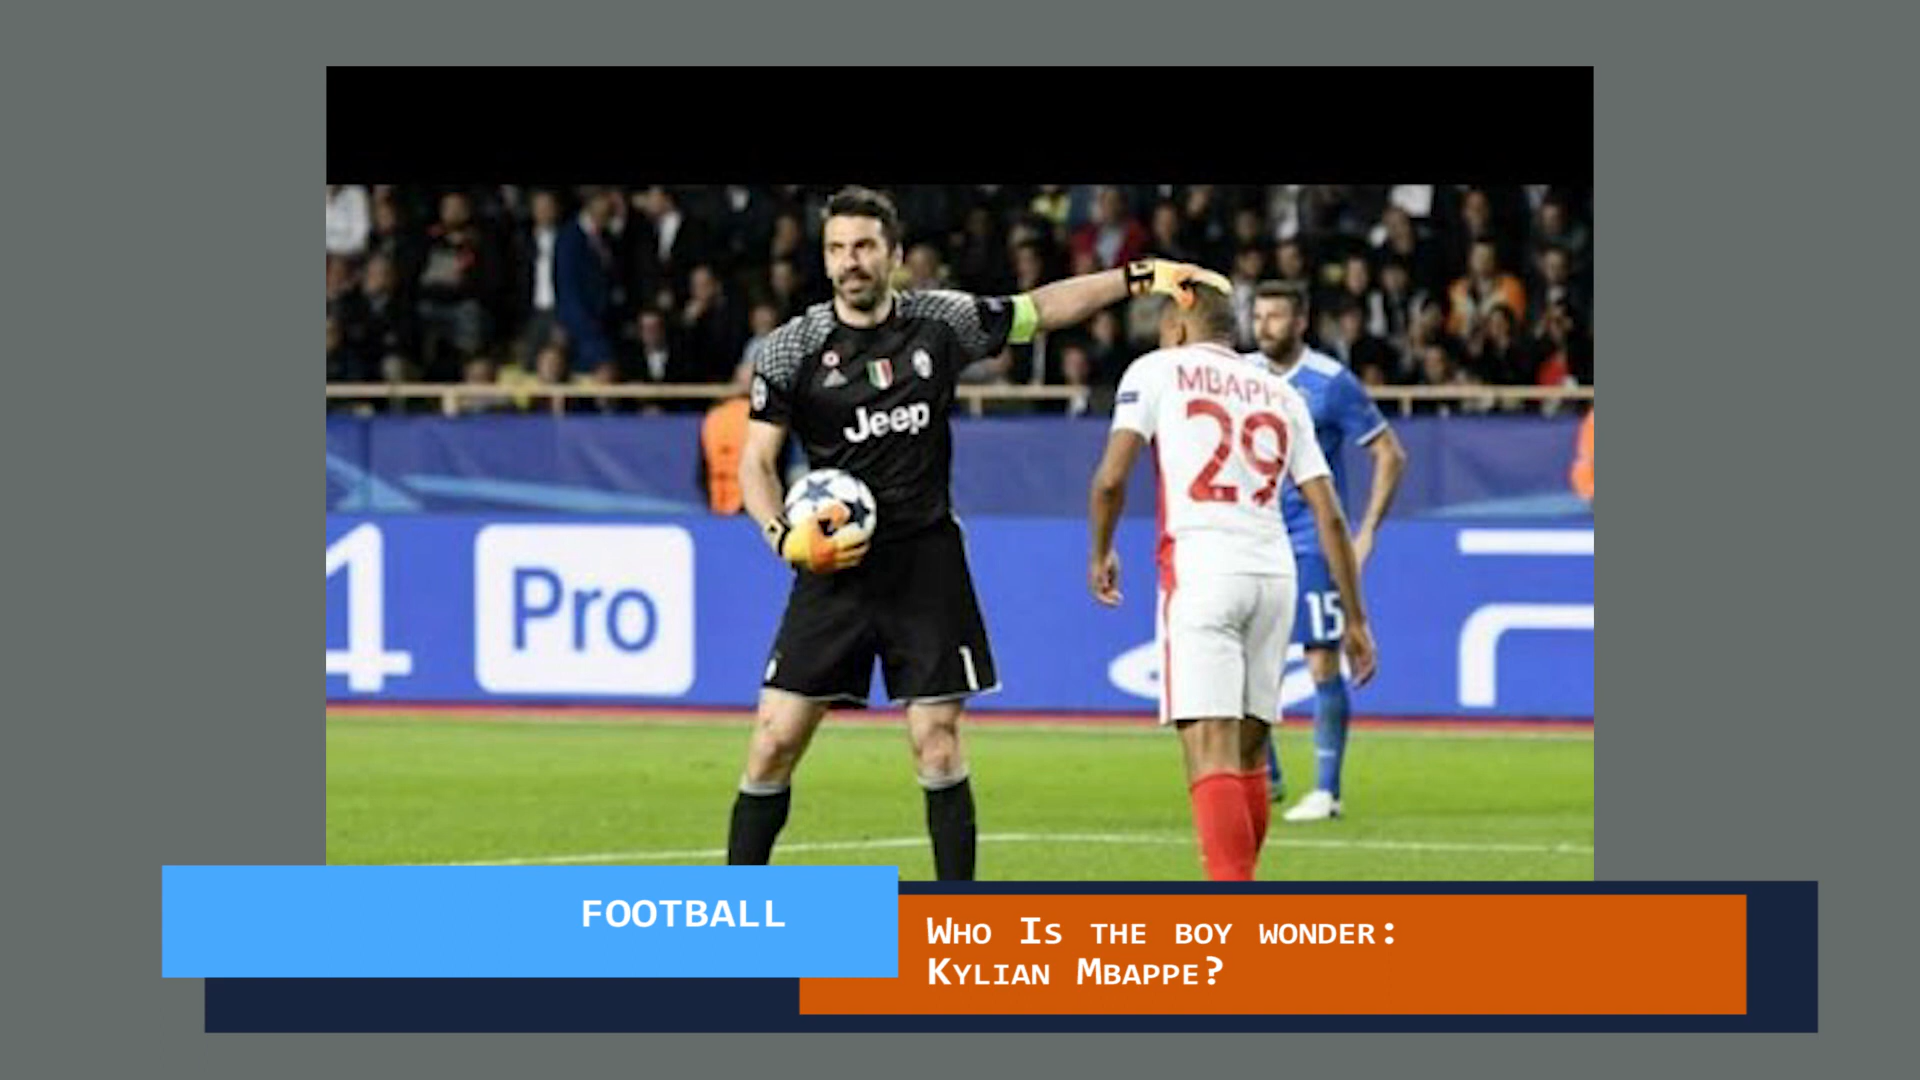 Jeep
MBAPPE
29
4
Pro
15
1
FOOTBALL
WHO IS THE BOY WONDER:
KYLIAN MBAPPE?